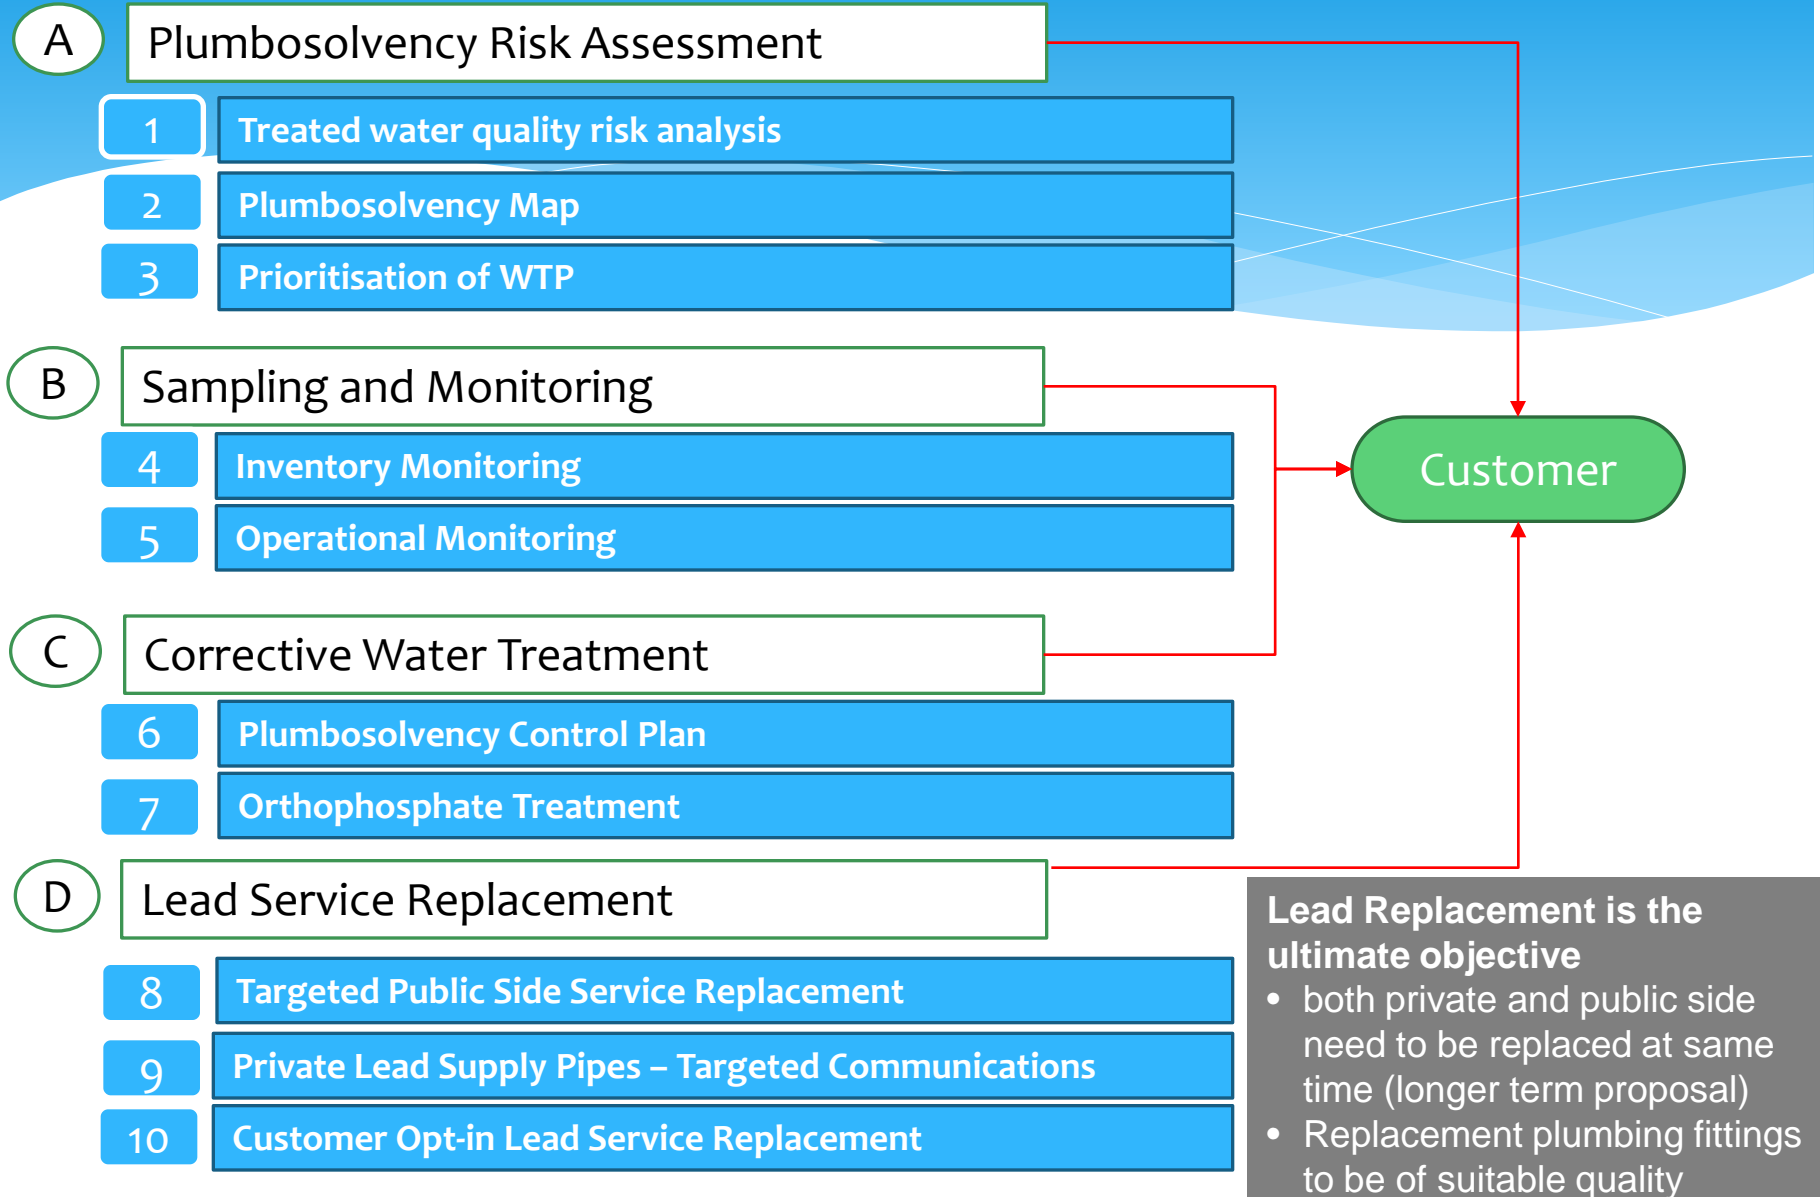 A
Plumbosolvency Risk Assessment
1
Treated water quality risk analysis
2
Plumbosolvency Map
3
Prioritisation of WTP
B
Sampling and Monitoring
4
Inventory Monitoring
5
Operational Monitoring
Customer
C
Corrective Water Treatment
6
Plumbosolvency Control Plan
7
Orthophosphate Treatment
D
Lead Service Replacement
8
Targeted Public Side Service Replacement
9
Private Lead Supply Pipes – Targeted Communications
10
Customer Opt-in Lead Service Replacement
Lead Replacement is the
ultimate objective
• both private and public side
need to be replaced at same
time (longer term proposal)
• Replacement plumbing fittings
to be of suitable quality